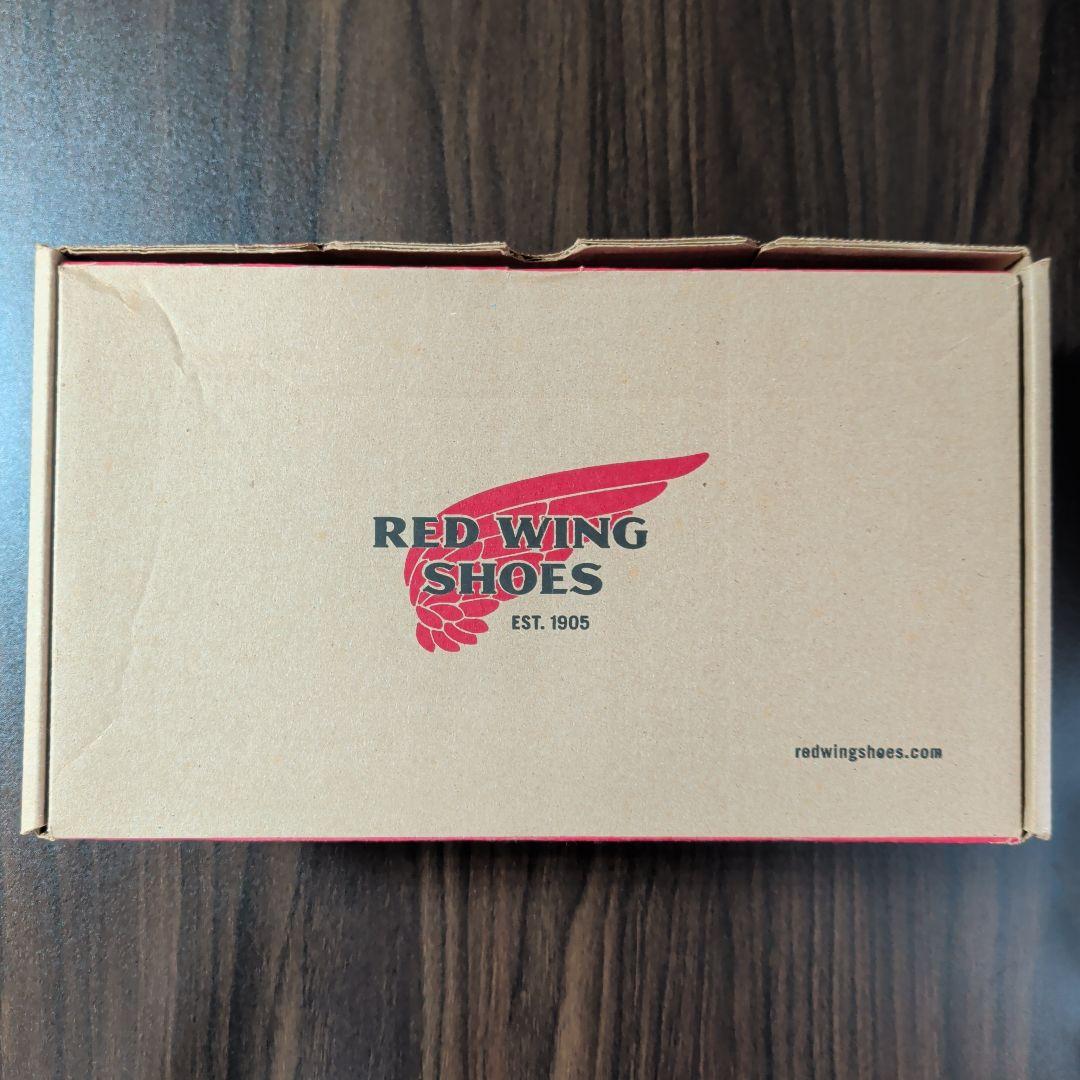 RED WING
SHOES
EST. 1905
redwingshoes.com